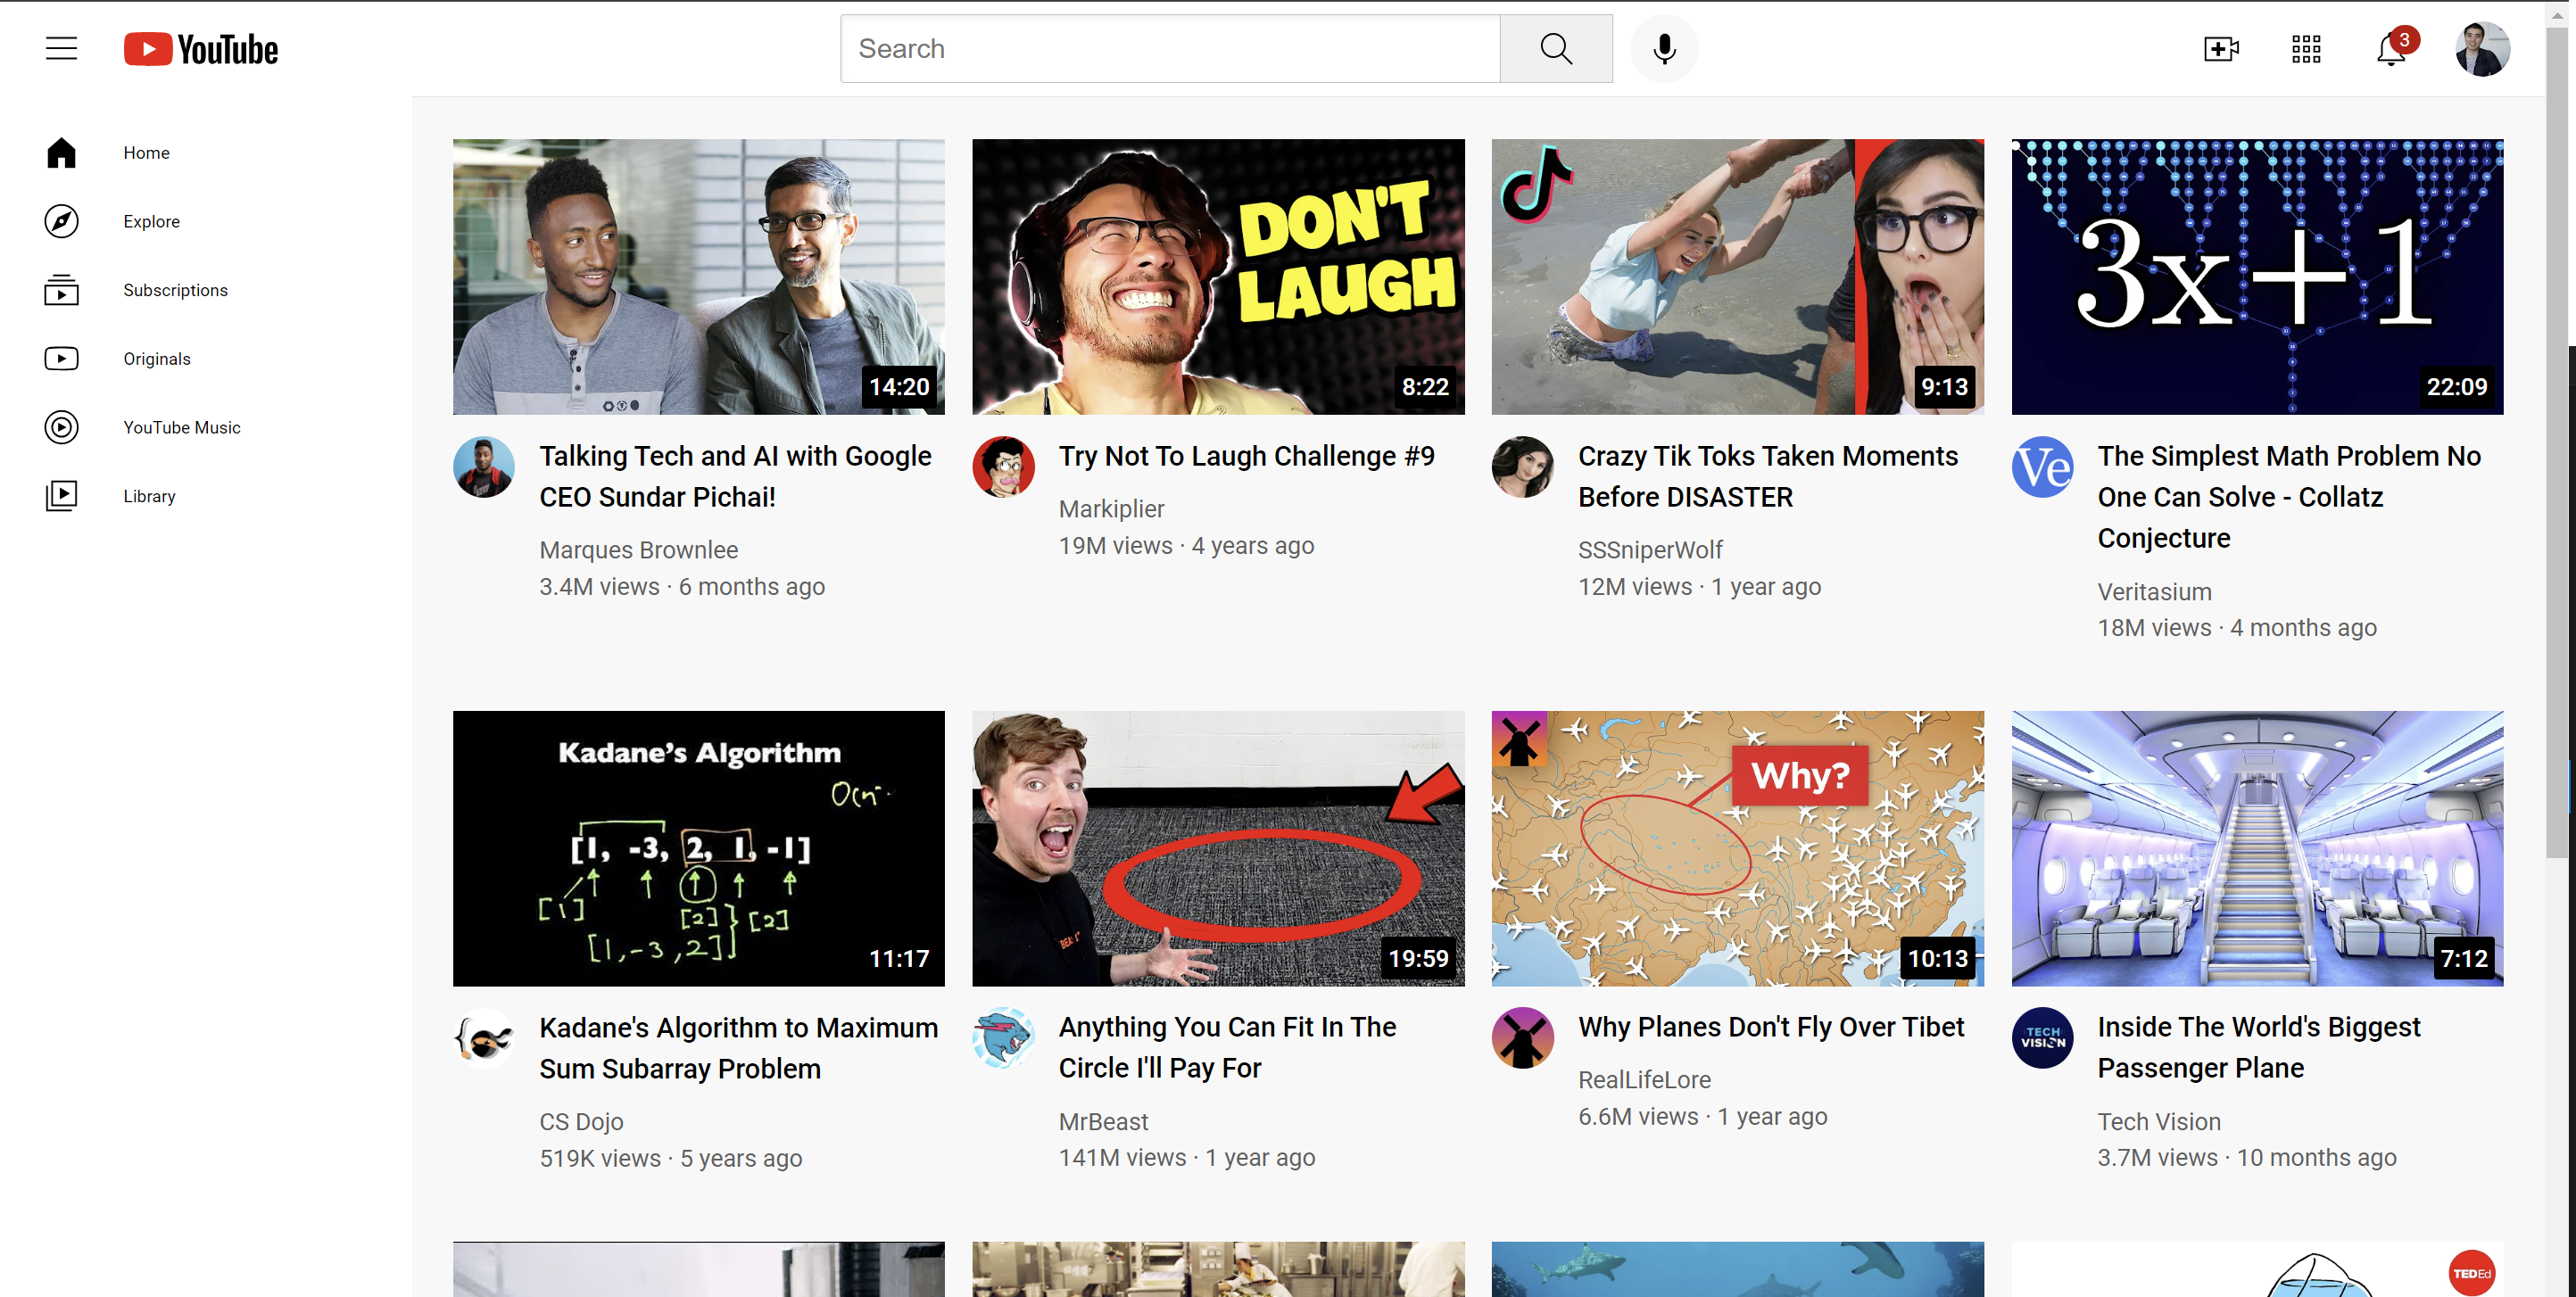 YouTube
Search
3
Home
Explore
Subscriptions
Originals
YouTube Music
Library
14:20
Talking Tech and AI with Google
CEO Sundar Pichai!
Marques Brownlee
3.4M views · 6 months ago
DON'T
LAUGH
8:22
Try Not To Laugh Challenge #9
Markiplier
19M views · 4 years ago
9:13
Crazy Tik Toks Taken Moments
Before DISASTER
SSSniperWolf
12M views · 1 year ago
3x+1
22:09
Ve
The Simplest Math Problem No
One Can Solve - Collatz
Conjecture
Veritasium
18M views · 4 months ago
Kadane's Algorithm
[1, -3, 2, 1, -1]
[1]
[2]
[2]
[1,-3,2]
11:17
Kadane's Algorithm to Maximum
Sum Subarray Problem
CS Dojo
519K views · 5 years ago
19:59
Anything You Can Fit In The
Circle I'll Pay For
MrBeast
141M views · 1 year ago
Why?
10:13
Why Planes Don't Fly Over Tibet
RealLifeLore
6.6M views · 1 year ago
7:12
TECH
VISION
Inside The World's Biggest
Passenger Plane
Tech Vision
3.7M views · 10 months ago
TEDEd